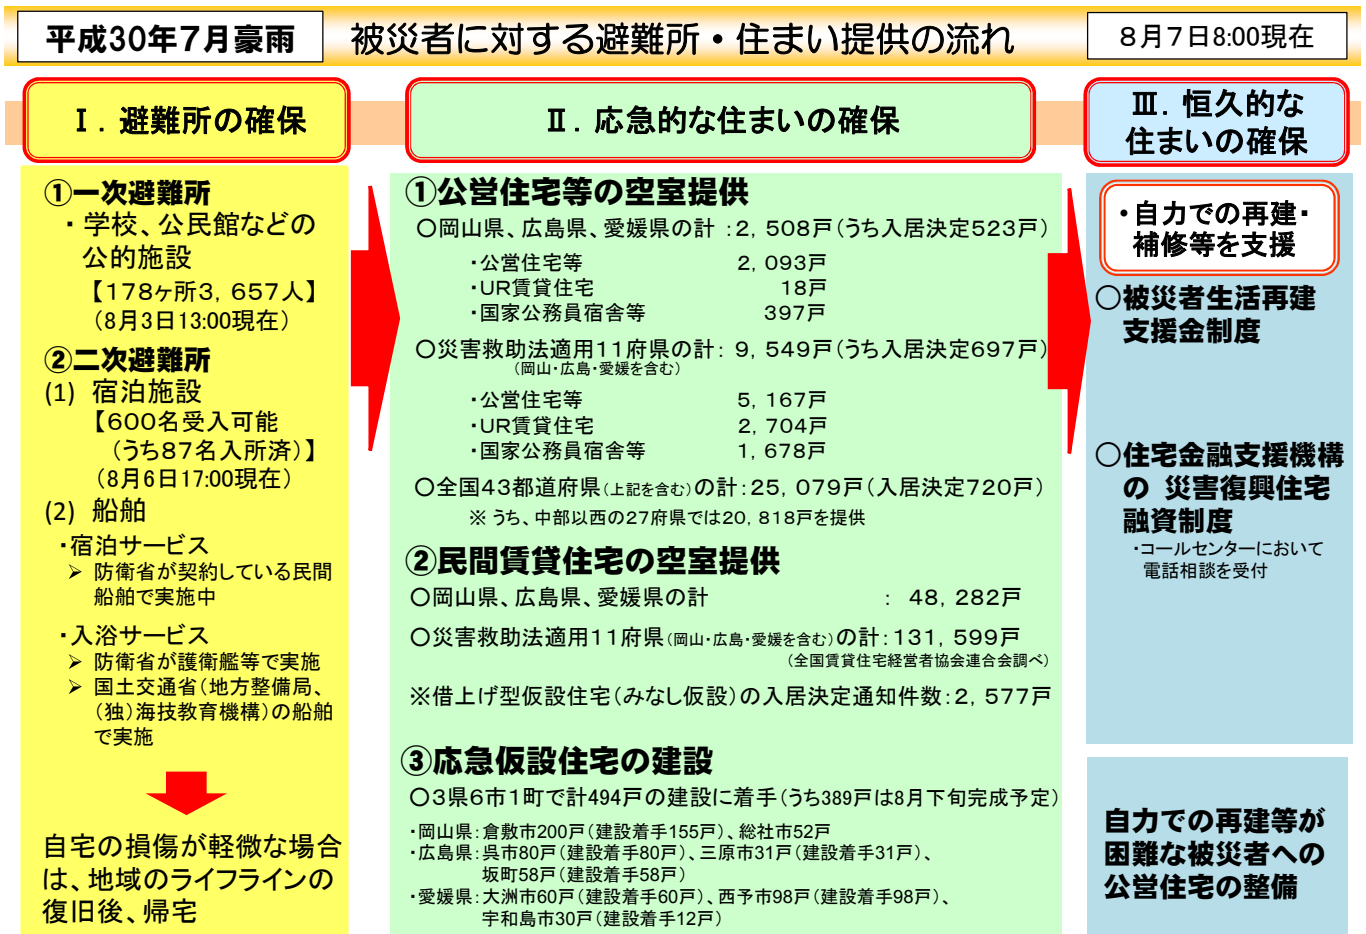 平成30年7月豪雨
被災者に対する避難所・住まい提供の流れ
8月7日8:00現在
Ⅰ．避難所の確保
①一次避難所
・学校、公民館などの
公的施設
【178ヶ所3，657人】
（8月3日13:00現在）
②二次避難所
(1) 宿泊施設
【600名受入可能
（うち87名入所済）】
（8月6日17:00現在）
(2) 船舶
・宿泊サービス
➢ 防衛省が契約している民間
船舶で実施中
・入浴サービス
➢ 防衛省が護衛艦等で実施
➢ 国土交通省（地方整備局、
（独）海技教育機構）の船舶
で実施
自宅の損傷が軽微な場合
は、地域のライフラインの
復旧後、帰宅
Ⅱ．応急的な住まいの確保
①公営住宅等の空室提供
○岡山県、広島県、愛媛県の計：2，508戸（うち入居決定523戸）
・公営住宅等 2，093戸
・UR賃貸住宅 18戸
・国家公務員宿舎等 397戸
○災害救助法適用11府県の計：9，549戸（うち入居決定697戸）
（岡山・広島・愛媛を含む）
・公営住宅等 5，167戸
・UR賃貸住宅 2，704戸
・国家公務員宿舎等 1，678戸
○全国43都道府県（上記を含む）の計：25，079戸（入居決定720戸）
※ うち、中部以西の27府県では20，818戸を提供
②民間賃貸住宅の空室提供
○岡山県、広島県、愛媛県の計 ： 48，282戸
○災害救助法適用11府県（岡山・広島・愛媛を含む）の計：131，599戸
（全国賃貸住宅経営者協会連合会調べ）
※借上げ型仮設住宅（みなし仮設）の入居決定通知件数：2，577戸
③応急仮設住宅の建設
○3県6市1町で計494戸の建設に着手（うち389戸は8月下旬完成予定）
・岡山県：倉敷市200戸（建設着手155戸）、総社市52戸
・広島県：呉市80戸（建設着手80戸）、三原市31戸（建設着手31戸）、
坂町58戸（建設着手58戸）
・愛媛県：大洲市60戸（建設着手60戸）、西予市98戸（建設着手98戸）、
宇和島市30戸（建設着手12戸）
Ⅲ．恒久的な
住まいの確保
・自力での再建・
補修等を支援
○被災者生活再建
支援金制度
○住宅金融支援機構
の 災害復興住宅
融資制度
・コールセンターにおいて
電話相談を受付
自力での再建等が
困難な被災者への
公営住宅の整備